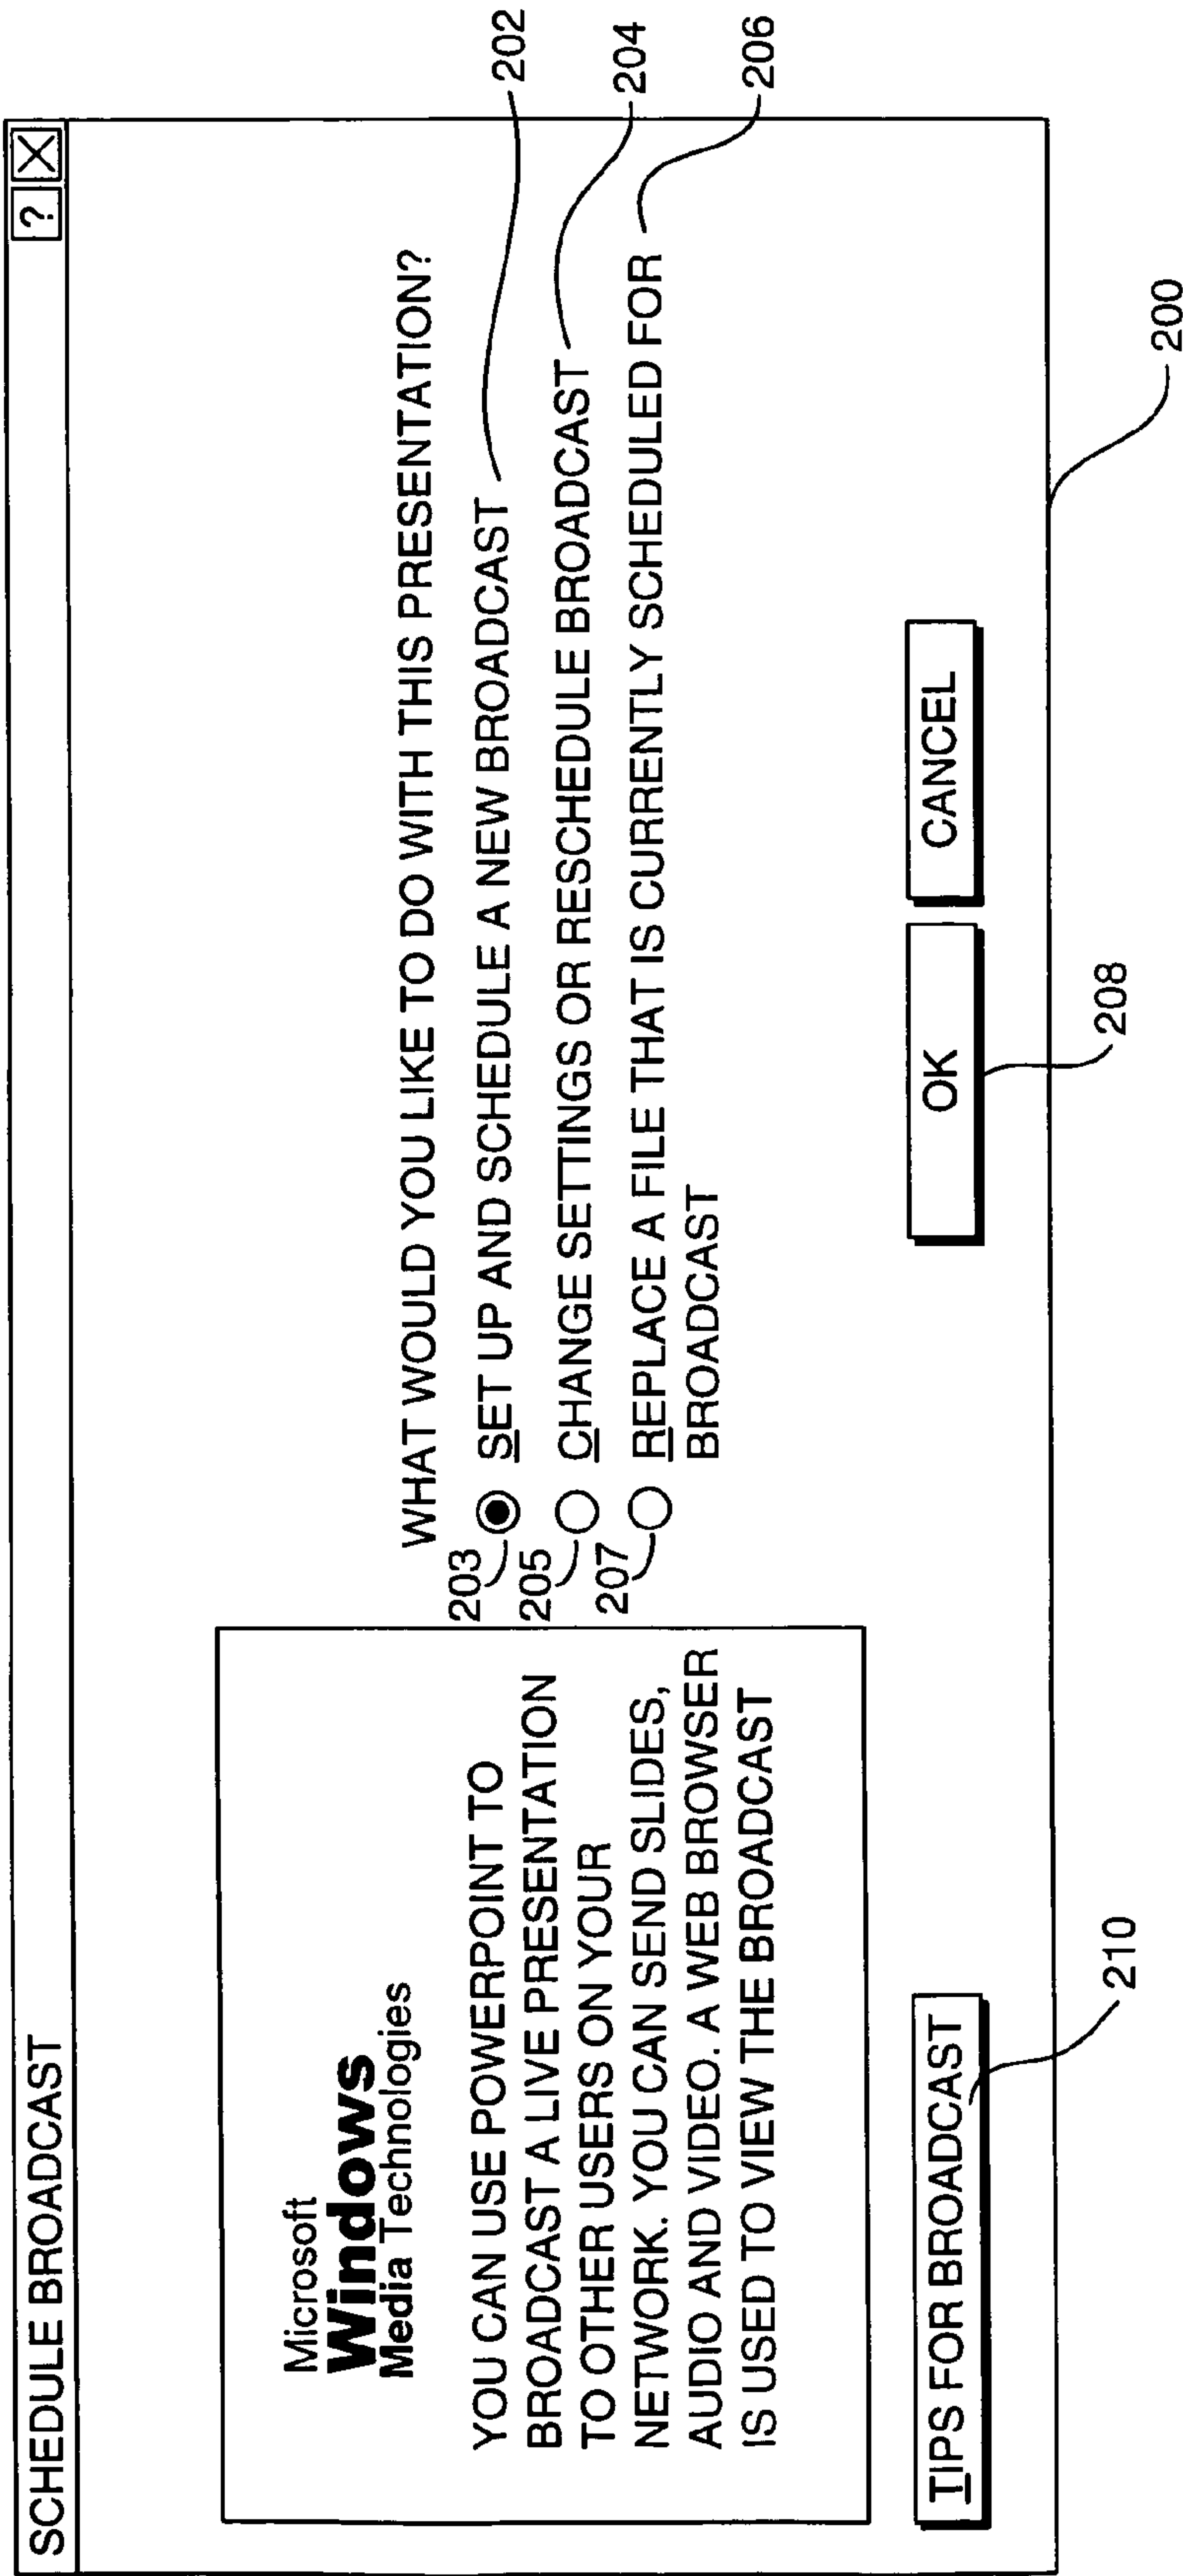 SCHEDULE BROADCAST
? X
Microsoft
Windows
Media Technologies
YOU CAN USE POWERPOINT TO
BROADCAST A LIVE PRESENTATION
TO OTHER USERS ON YOUR
NETWORK. YOU CAN SEND SLIDES,
AUDIO AND VIDEO. A WEB BROWSER
IS USED TO VIEW THE BROADCAST
WHAT WOULD YOU LIKE TO DO WITH THIS PRESENTATION?
203 SET UP AND SCHEDULE A NEW BROADCAST 202
205 CHANGE SETTINGS OR RESCHEDULE BROADCAST 204
207 REPLACE A FILE THAT IS CURRENTLY SCHEDULED FOR 206
BROADCAST
TIPS FOR BROADCAST
OK
CANCEL
210
208
200